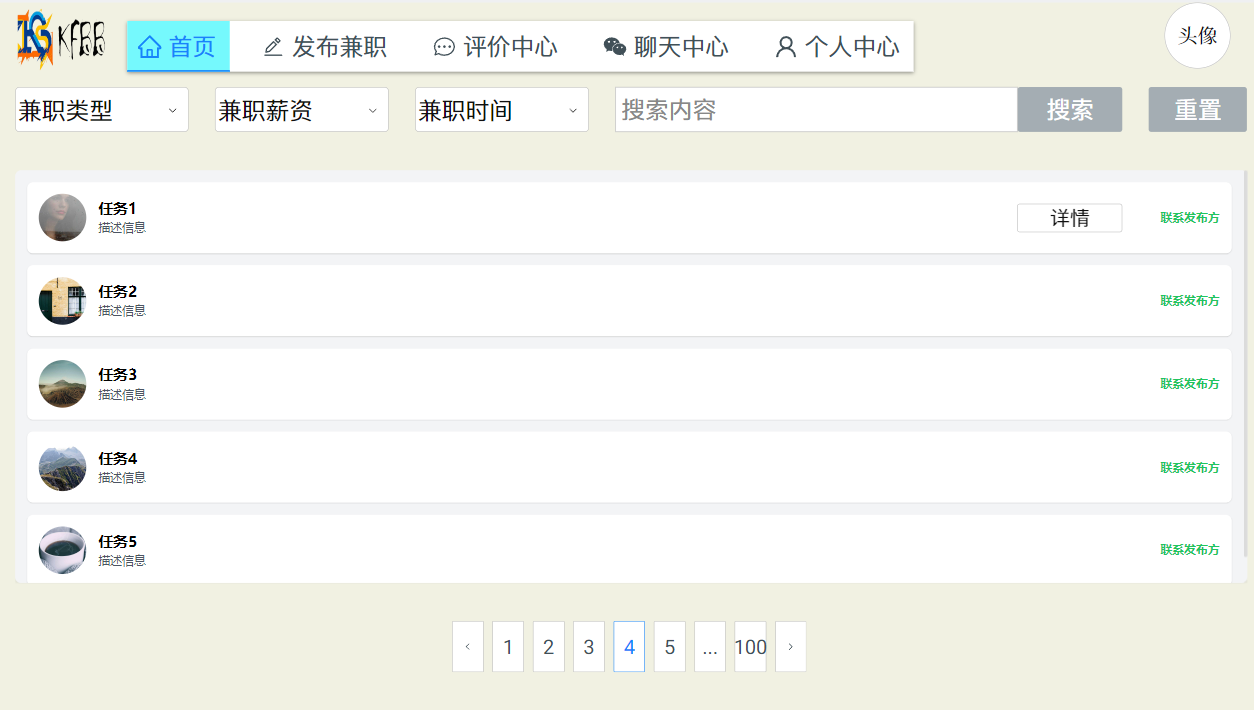 KFBB
首页 发布兼职 评价中心 聊天中心 个人中心 头像
兼职类型 兼职薪资 兼职时间 搜索内容 搜索 重置
任务1
描述信息
详情 联系发布方
任务2
描述信息
联系发布方
任务3
描述信息
联系发布方
任务4
描述信息
联系发布方
任务5
描述信息
联系发布方
1 2 3 4 5 ... 100